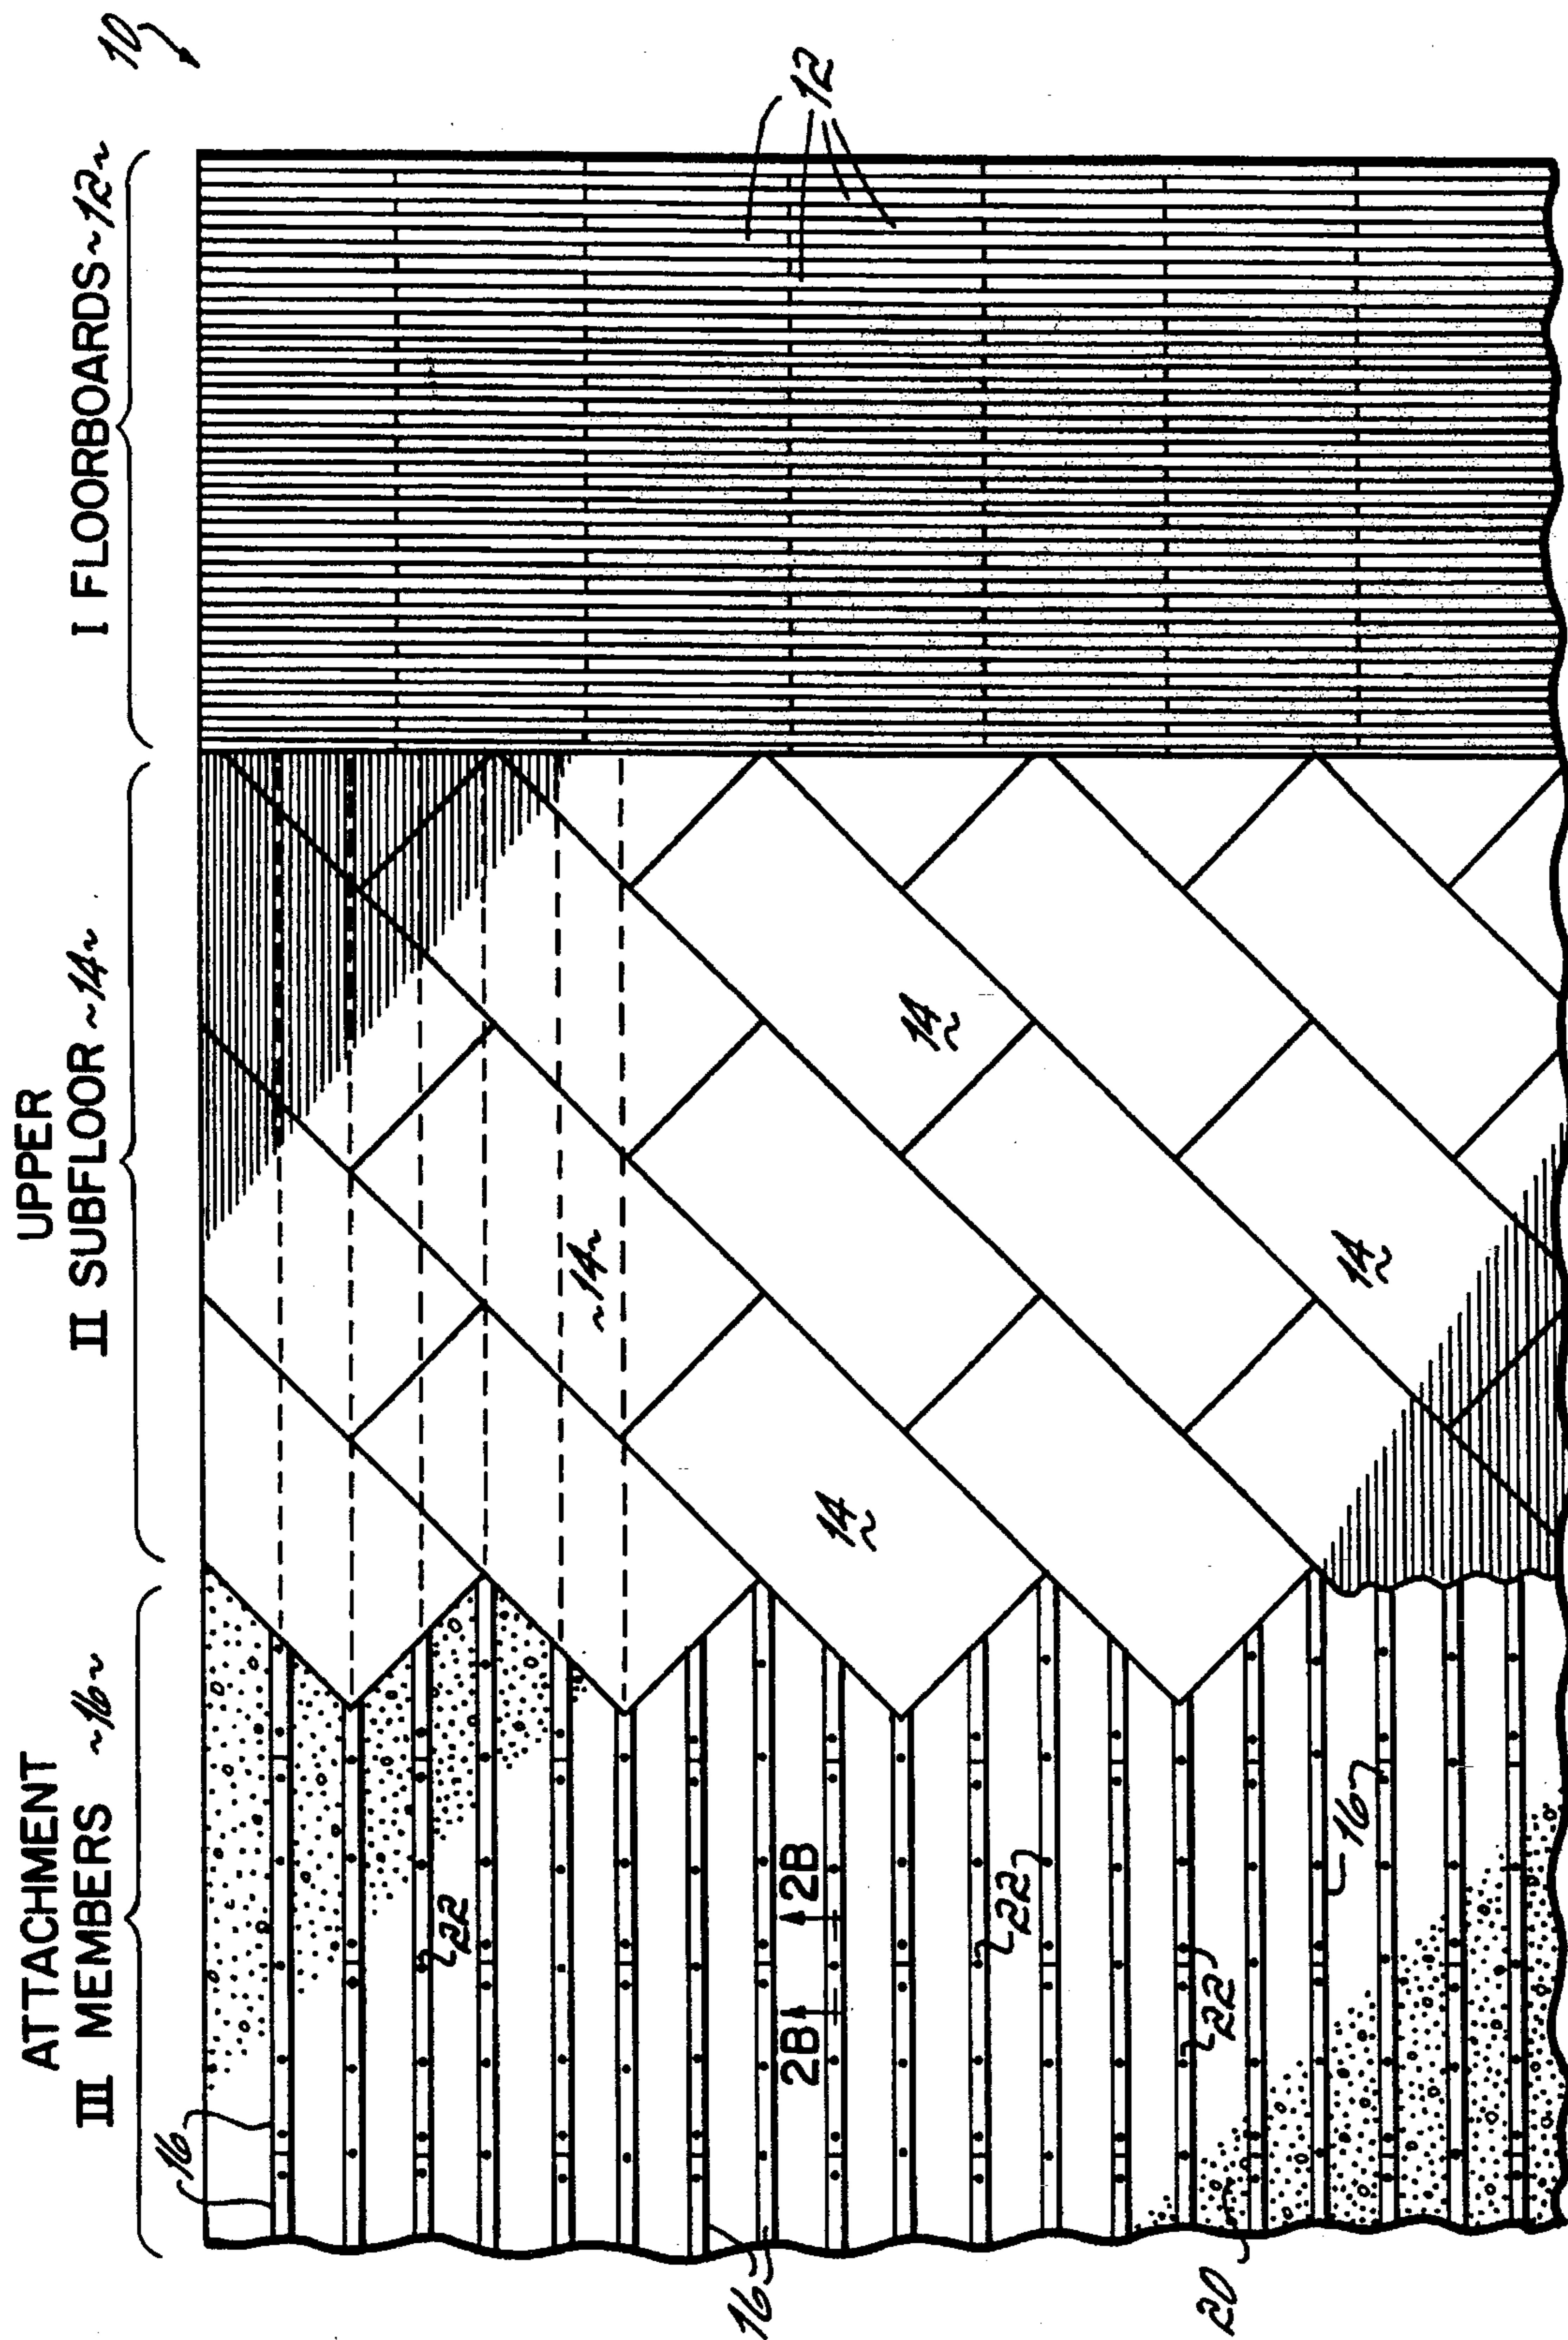 ATTACHMENT
III MEMBERS ~16~
UPPER
II SUBFLOOR ~14~
I FLOORBOARDS ~12~
10
16
12
22
~14~
14
14
14
2B 2B
22
22
16
16
20